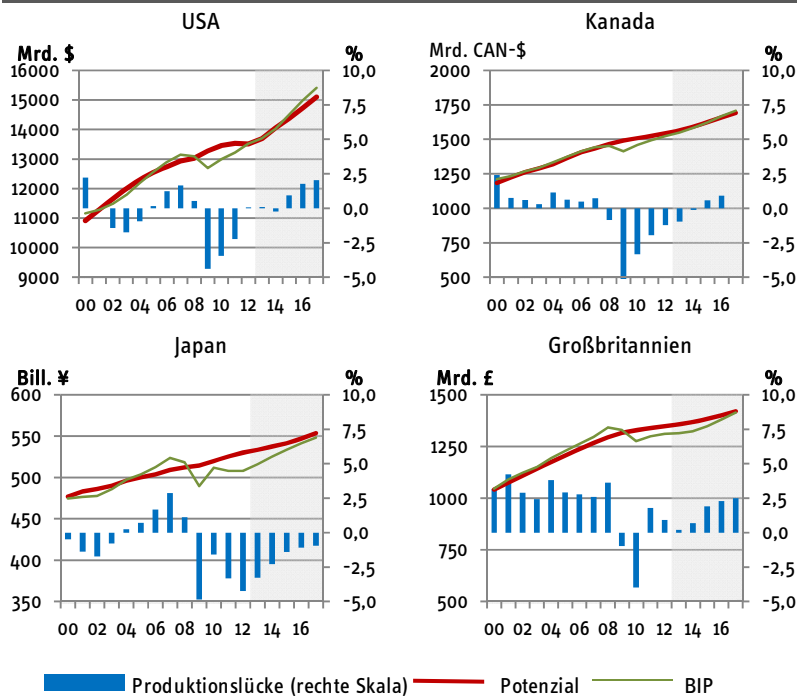 USA
Mrd. $ %
16000 10,0
15000 7,5
14000 5,0
13000 2,5
12000 0,0
11000 -2,5
10000
9000 -5,0
00 02 04 06 08 10 12 14 16
Kanada
Mrd. CAN-$ %
2000 10,0
1750 7,5
1500 5,0
1250 2,5
1000 0,0
750 -2,5
500 -5,0
00 02 04 06 08 10 12 14 16
Japan
Bill. ¥ %
600 10,0
550 7,5
500 5,0
2,5
450 0,0
400 -2,5
350 -5,0
00 02 04 06 08 10 12 14 16
Großbritannien
Mrd. £ %
1500 10,0
1250 7,5
5,0
1000 2,5
0,0
750 -2,5
500 -5,0
00 02 04 06 08 10 12 14 16
Produktionslücke (rechte Skala) Potenzial BIP